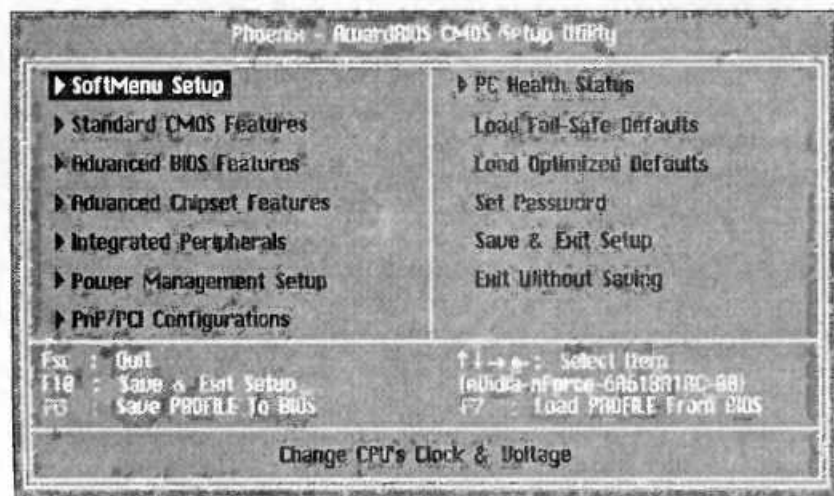 Phoenix - AwardBIOS CMOS Setup Utility
SoftMenu Setup
Standard CMOS Features
Advanced BIOS Features
Advanced Chipset Features
Integrated Peripherals
Power Management Setup
PnP/PCI Configurations
PC Health Status
Load Fail-Safe Defaults
Load Optimized Defaults
Set Password
Save & Exit Setup
Exit Without Saving
Esc : Quit
F10 : Save & Exit Setup
F6 : Save PROFILE To BIOS
↑↓→← : Select Item
F7 : Load PROFILE From BIOS
Change CPU's Clock & Voltage